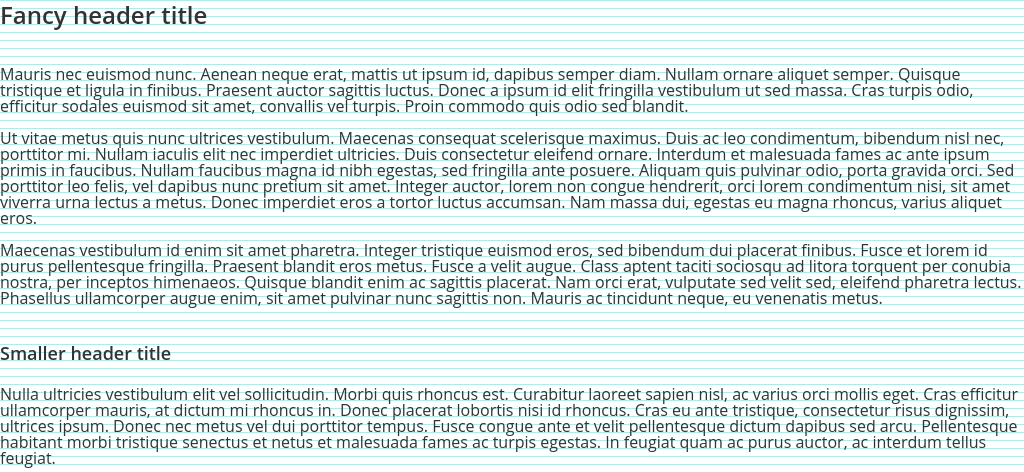 Fancy header title
Mauris nec euismod nunc. Aenean neque erat, mattis ut ipsum id, dapibus semper diam. Nullam ornare aliquet semper. Quisque
tristique et ligula in finibus. Praesent auctor sagittis luctus. Donec a ipsum id elit fringilla vestibulum ut sed massa. Cras turpis odio,
efficitur sodales euismod sit amet, convallis vel turpis. Proin commodo quis odio sed blandit.
Ut vitae metus quis nunc ultrices vestibulum. Maecenas consequat scelerisque maximus. Duis ac leo condimentum, bibendum nisl nec,
porttitor mi. Nullam iaculis elit nec imperdiet ultricies. Duis consectetur eleifend ornare. Interdum et malesuada fames ac ante ipsum
primis in faucibus. Nullam faucibus magna id nibh egestas, sed fringilla ante posuere. Aliquam quis pulvinar odio, porta gravida orci. Sed
porttitor leo felis, vel dapibus nunc pretium sit amet. Integer auctor, lorem non congue hendrerit, orci lorem condimentum nisi, sit amet
viverra urna lectus a metus. Donec imperdiet eros a tortor luctus accumsan. Nam massa dui, egestas eu magna rhoncus, varius aliquet
eros.
Maecenas vestibulum id enim sit amet pharetra. Integer tristique euismod eros, sed bibendum dui placerat finibus. Fusce et lorem id
purus pellentesque fringilla. Praesent blandit eros metus. Fusce a velit augue. Class aptent taciti sociosqu ad litora torquent per conubia
nostra, per inceptos himenaeos. Quisque blandit enim ac sagittis placerat. Nam orci erat, vulputate sed velit sed, eleifend pharetra lectus.
Phasellus ullamcorper augue enim, sit amet pulvinar nunc sagittis non. Mauris ac tincidunt neque, eu venenatis metus.
Smaller header title
Nulla ultricies vestibulum elit vel sollicitudin. Morbi quis rhoncus est. Curabitur laoreet sapien nisl, ac varius orci mollis eget. Cras efficitur
ullamcorper mauris, at dictum mi rhoncus in. Donec placerat lobortis nisi id rhoncus. Cras eu ante tristique, consectetur risus dignissim,
ultrices ipsum. Donec nec metus vel dui porttitor tempus. Fusce congue ante et velit pellentesque dictum dapibus sed arcu. Pellentesque
habitant morbi tristique senectus et netus et malesuada fames ac turpis egestas. In feugiat quam ac purus auctor, ac interdum tellus
feugiat.